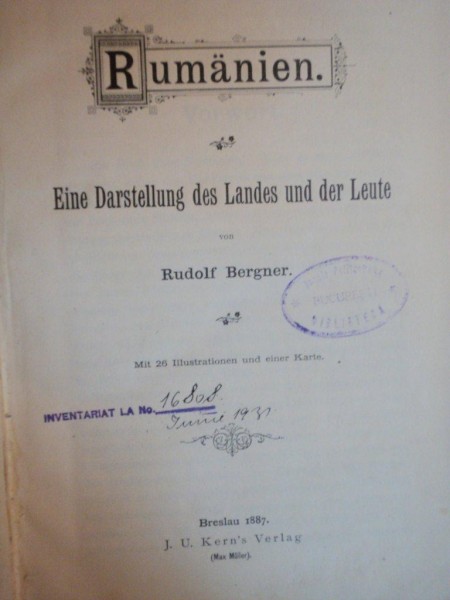 Rumänien.
Eine Darstellung des Landes und der Leute
von
Rudolf Bergner.
BIBLIOTECA
Mit 26 Illustrationen und einer Karte.
INVENTARIAT LA No. 16808.
Iunie 1931
Breslau 1887.
J. U. Kern's Verlag
(Max Müller).